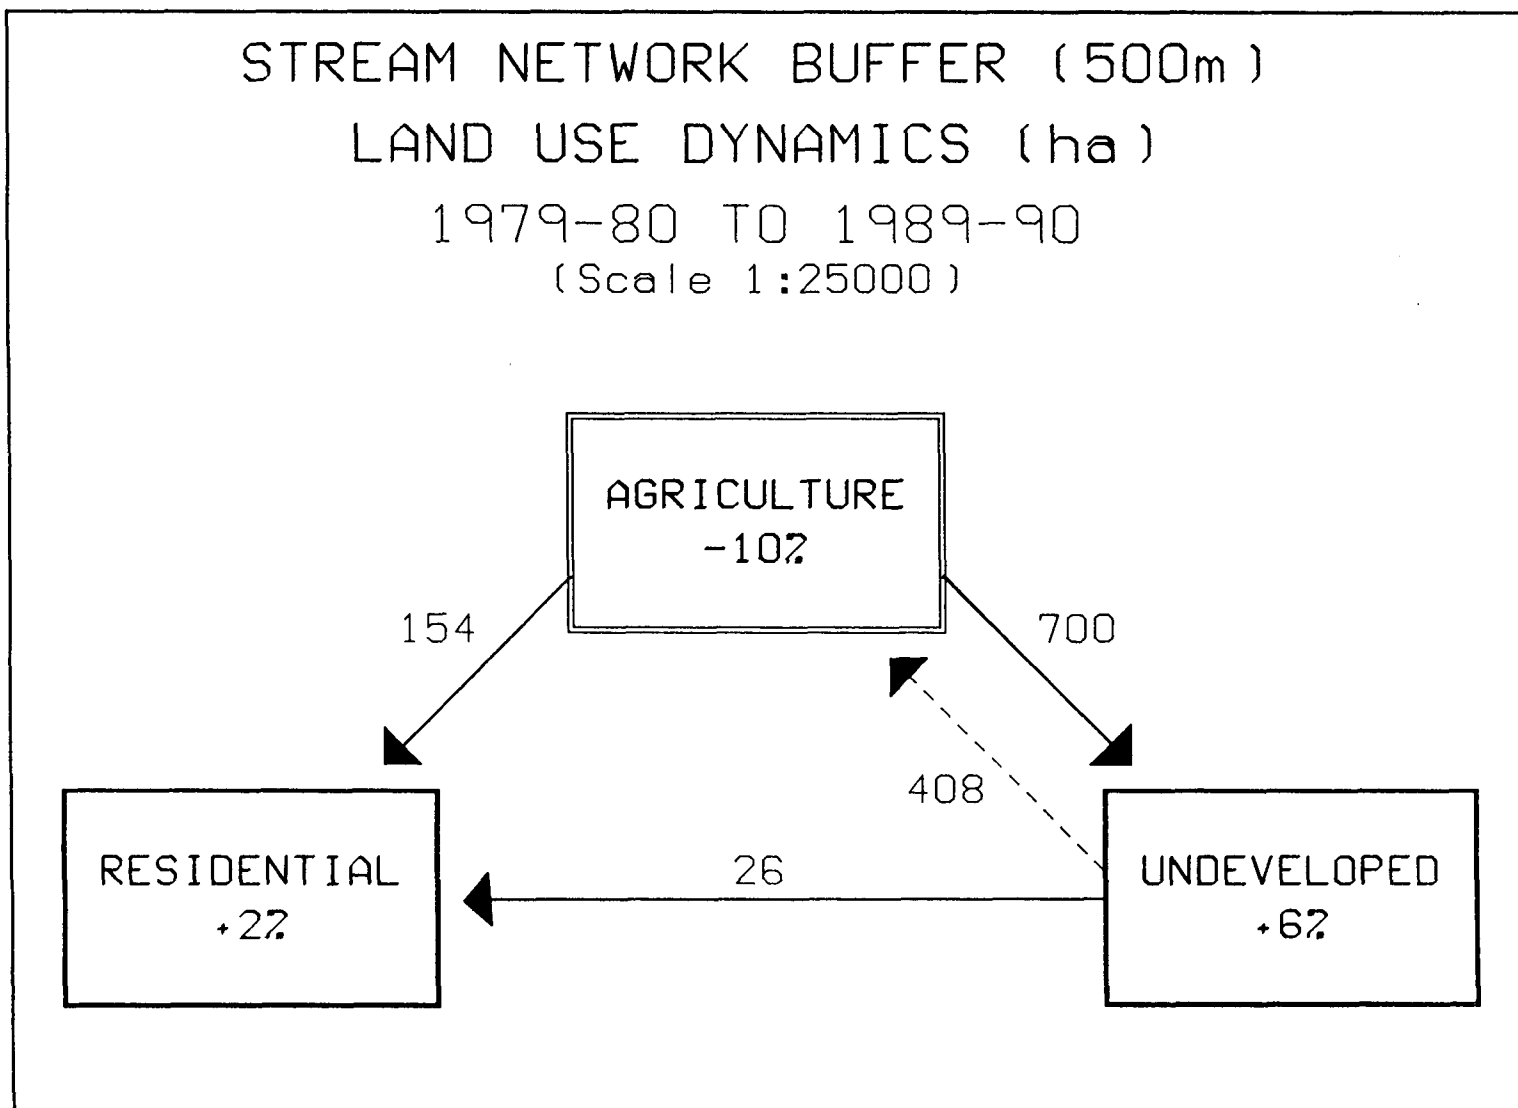 STREAM NETWORK BUFFER (500m)
LAND USE DYNAMICS (ha)
1979-80 TO 1989-90
(Scale 1:25000)
AGRICULTURE
-10%
154
700
408
RESIDENTIAL
+2%
26
UNDEVELOPED
+6%